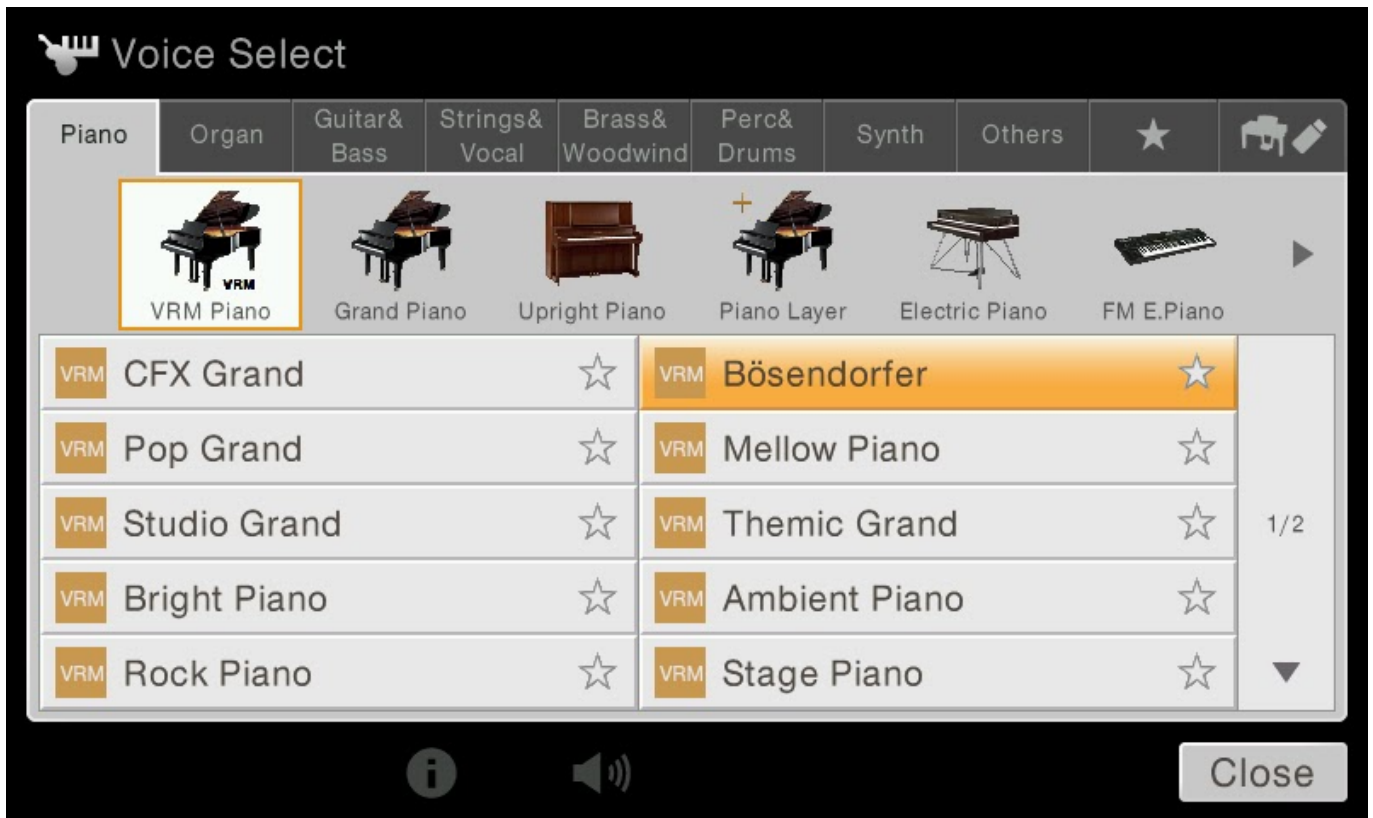 Voice Select
Piano
Organ
Guitar&
Bass
Strings&
Vocal
Brass&
Woodwind
Perc&
Drums
Synth
Others
VRM
VRM Piano
Grand Piano
Upright Piano
Piano Layer
Electric Piano
FM E.Piano
VRM CFX Grand
VRM Bösendorfer
VRM Pop Grand
VRM Mellow Piano
VRM Studio Grand
VRM Themic Grand
1/2
VRM Bright Piano
VRM Ambient Piano
VRM Rock Piano
VRM Stage Piano
i
Close